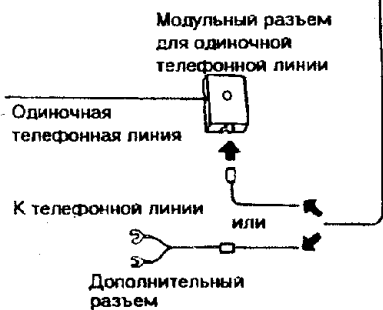 Модульный разъем
для одиночной
телефонной линии
Одиночная
телефонная линия
К телефонной линии
или
Дополнительный
разъем